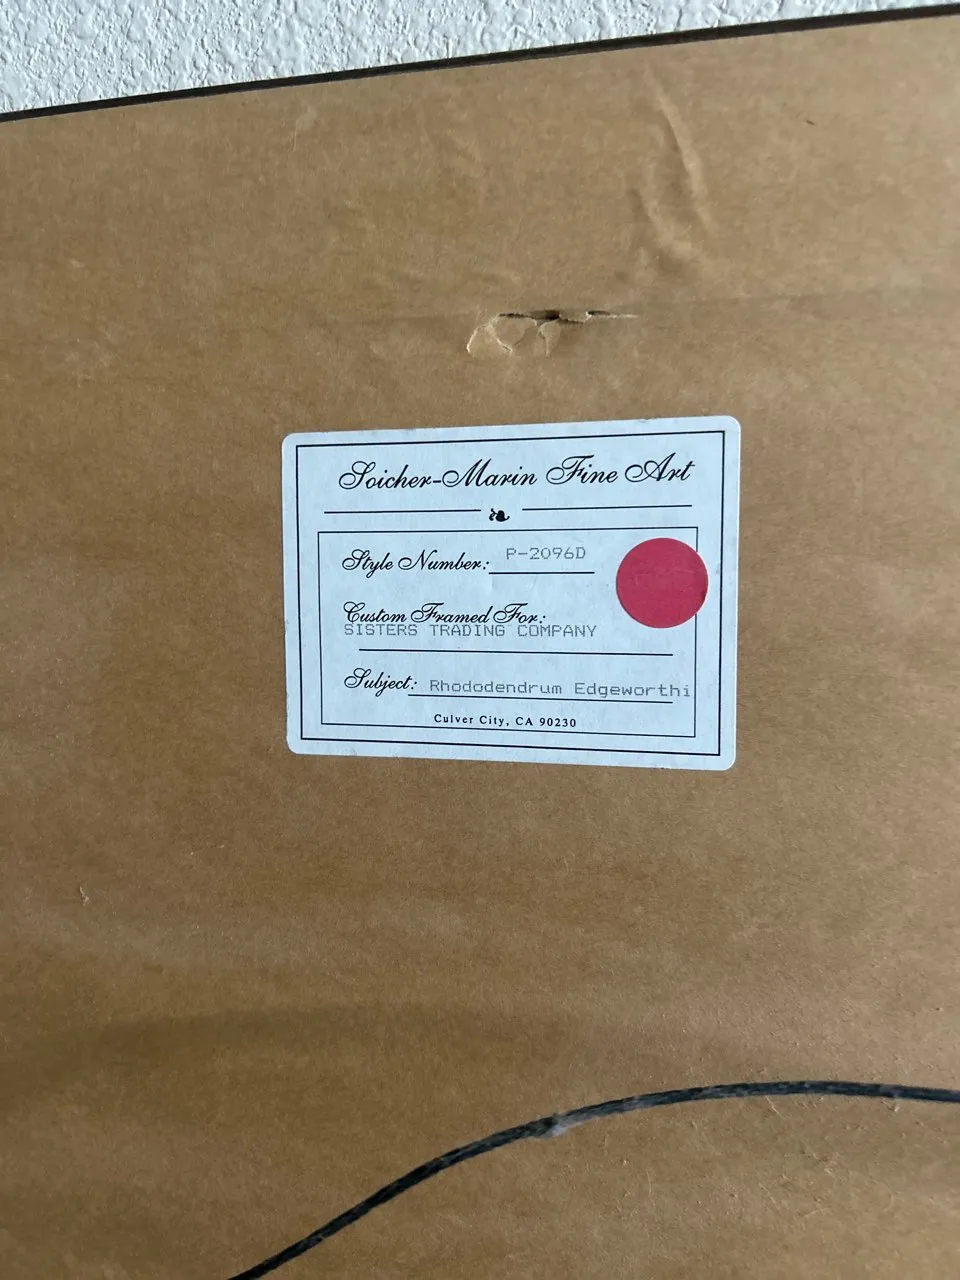 Soicher-Marin Fine Art
Style Number: P-2096D
Custom Framed For:
SISTERS TRADING COMPANY
Subject: Rhododendrum Edgeworthi
Culver City, CA 90230